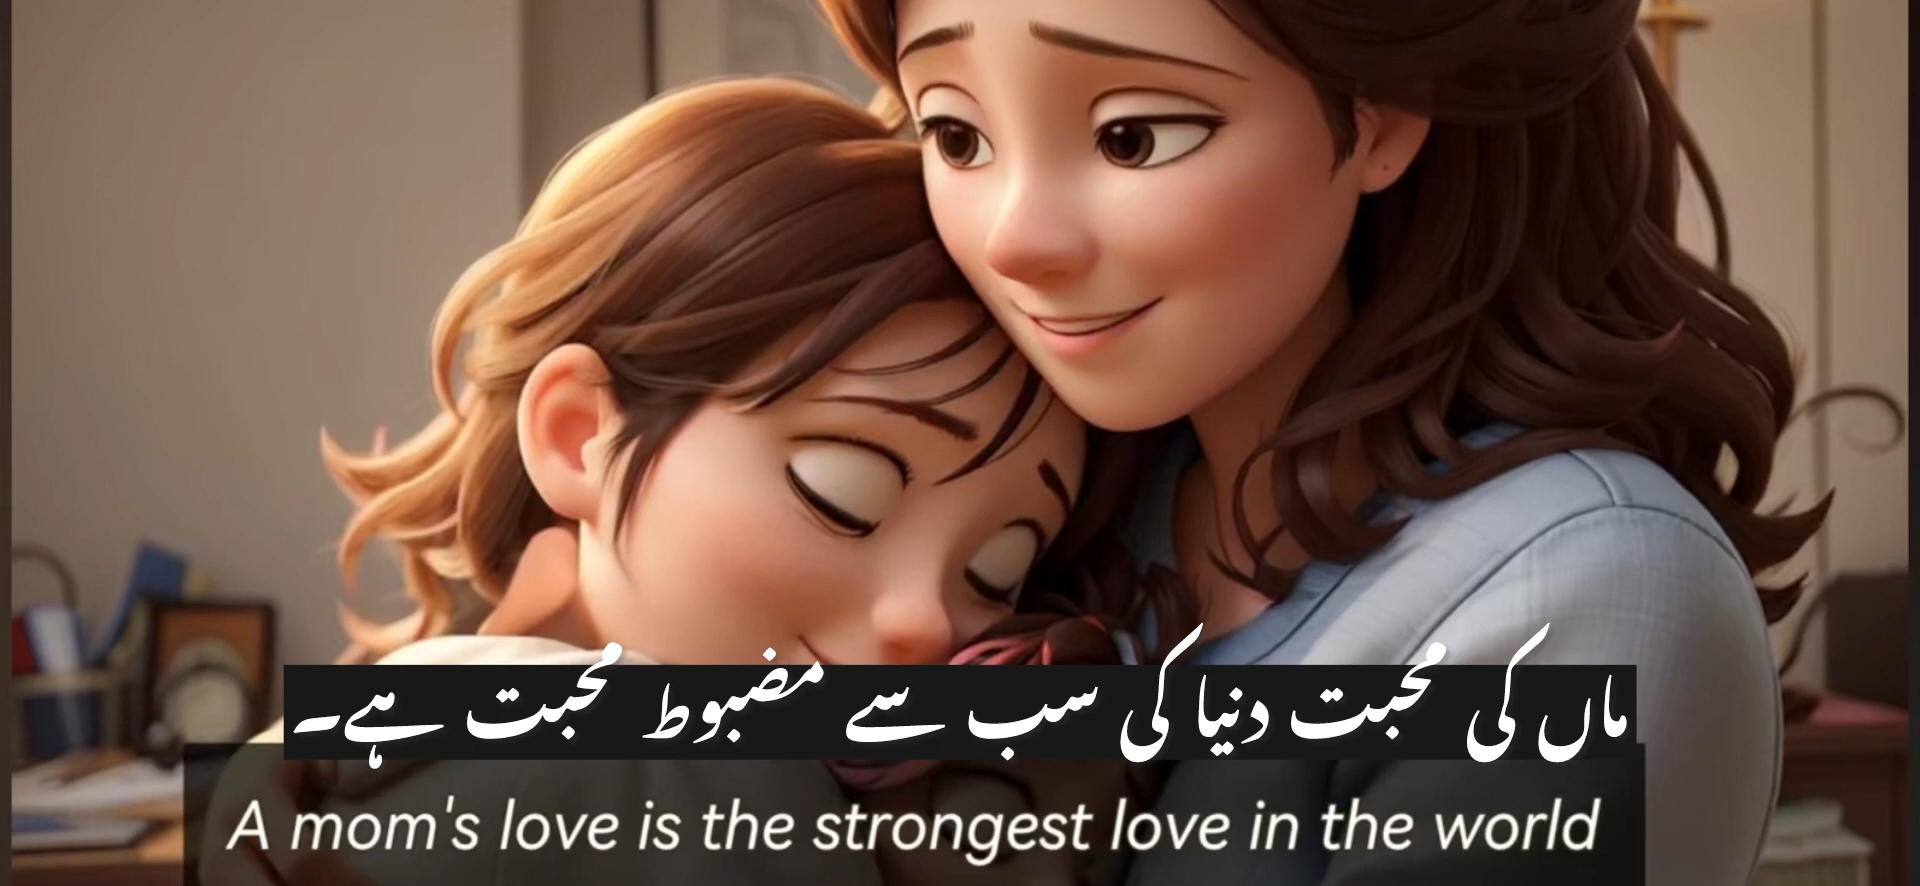 ماں کی محبت دنیا کی سب سے مضبوط محبت ہے۔
A mom's love is the strongest love in the world